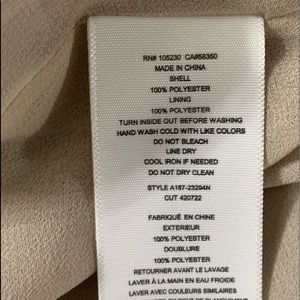 RN# 105230 CA#56350
MADE IN CHINA
SHELL
100% POLYESTER
LINING
100% POLYESTER
TURN INSIDE OUT BEFORE WASHING
HAND WASH COLD WITH LIKE COLORS
DO NOT BLEACH
LINE DRY
COOL IRON IF NEEDED
DO NOT DRY CLEAN
STYLE A167-23294N
CUT 420722
FABRIQUÉ EN CHINE
EXTERIEUR
100% POLYESTER
DOUBLURE
100% POLYESTER
RETOURNER AVANT LE LAVAGE
LAVER À LA MAIN EN EAU FROIDE
LAVER AVEC COULEURS SIMILAIRES